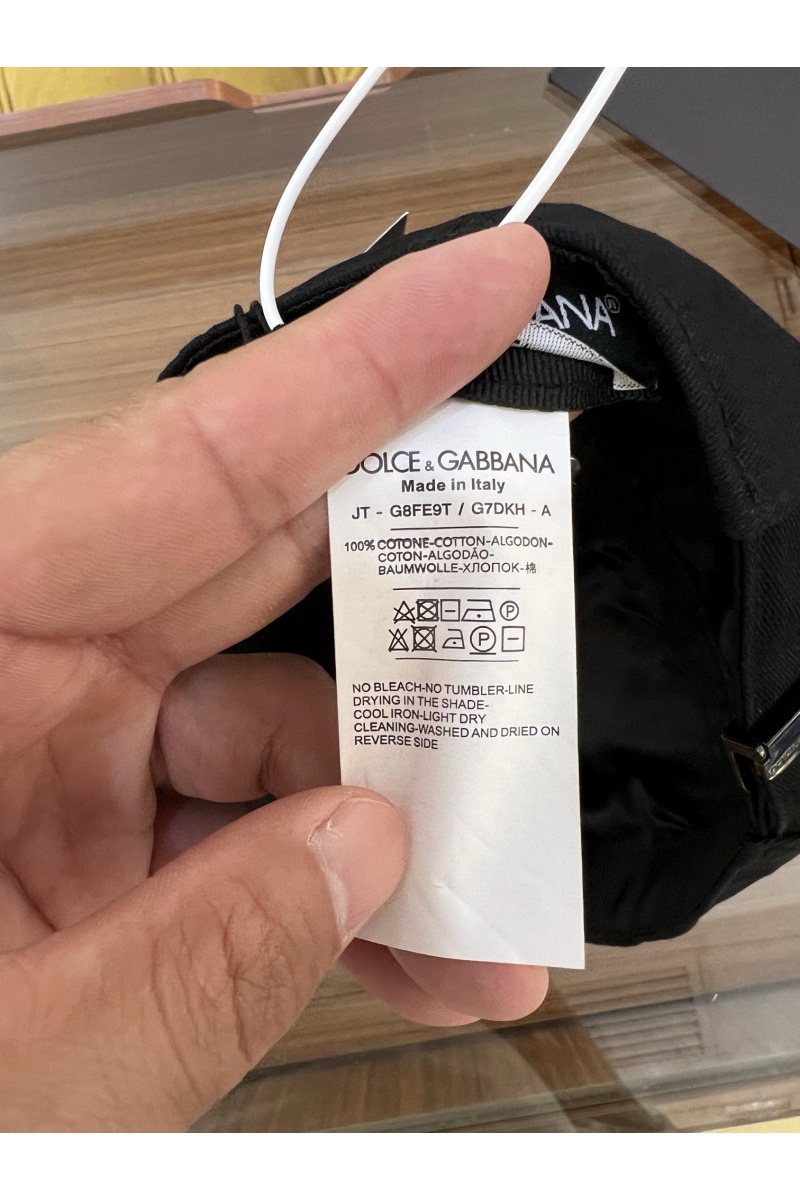 ANA®
DOLCE & GABBANA
Made in Italy
JT - G8FE9T / G7DKH - A
100% COTONE-COTTON-ALGODON-
COTON-ALGODÃO-
BAUMWOLLE-ХЛОПОК-棉
P
P
NO BLEACH-NO TUMBLER-LINE
DRYING IN THE SHADE-
COOL IRON-LIGHT DRY
CLEANING-WASHED AND DRIED ON
REVERSE SIDE